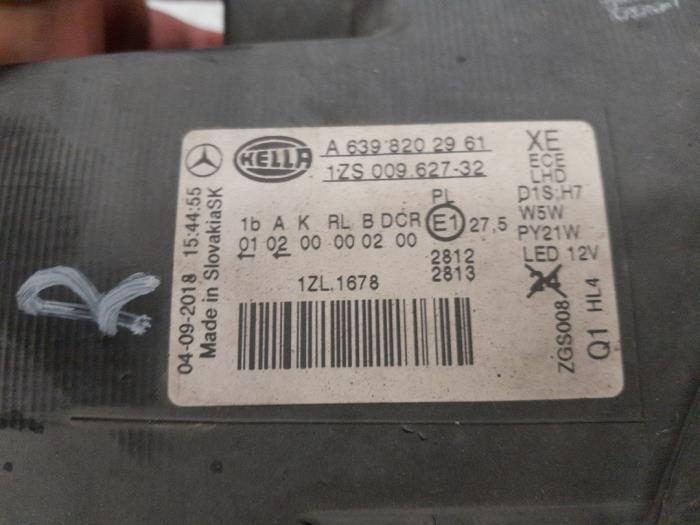 04-09-2018 15:44:55
Made in SlovakiaSK
HELLA
A 639 820 29 61
1ZS 009.627-32
1b A K RL B DCR E1 27,5
PL
01 02 00 00 02 00
2812
2813
1ZL.1678
XE
ECE
LHD
D1S;H7
W5W
PY21W
LED 12V
ZGS008
Q1 HL4
R